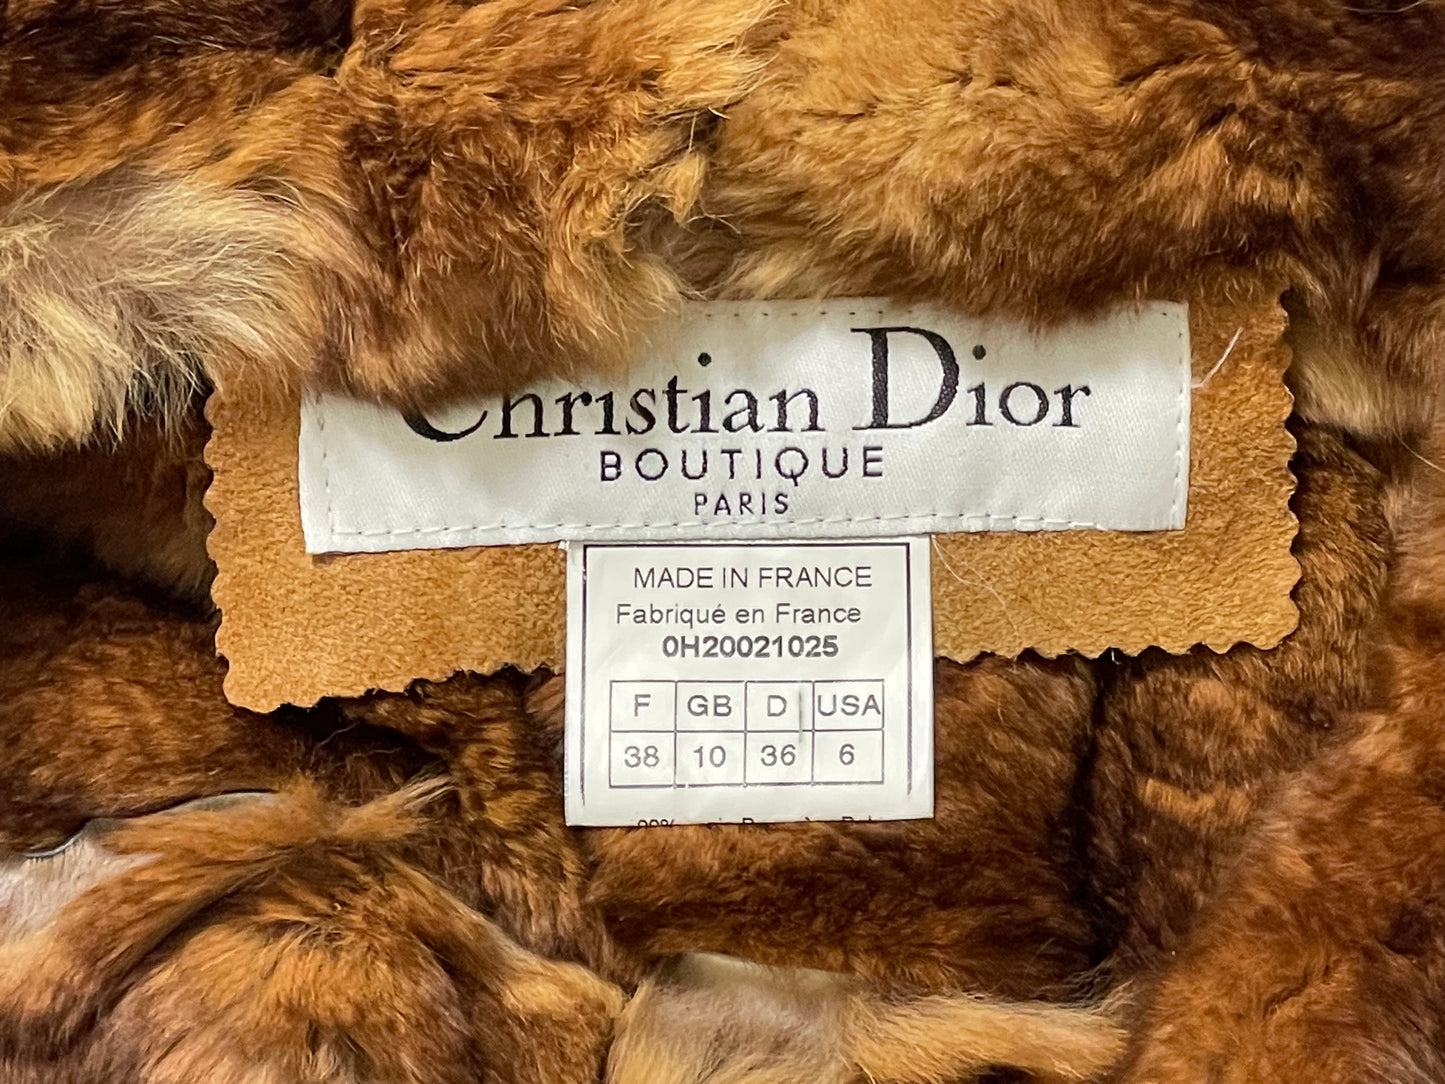 Christian Dior
BOUTIQUE
PARIS
MADE IN FRANCE
Fabriqué en France
0H20021025
F GB D USA
38 10 36 6